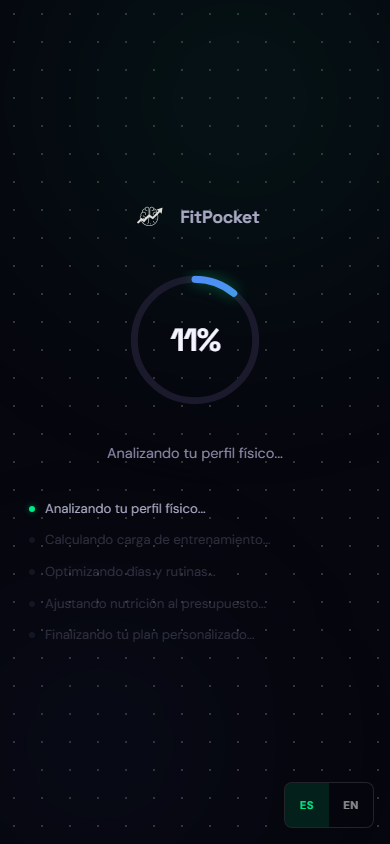 FitPocket
11%
Analizando tu perfil físico...
Analizando tu perfil físico...
Calculando carga de entrenamiento...
Optimizando días y rutinas...
Ajustando nutrición al presupuesto...
Finalizando tu plan personalizado...
ES EN